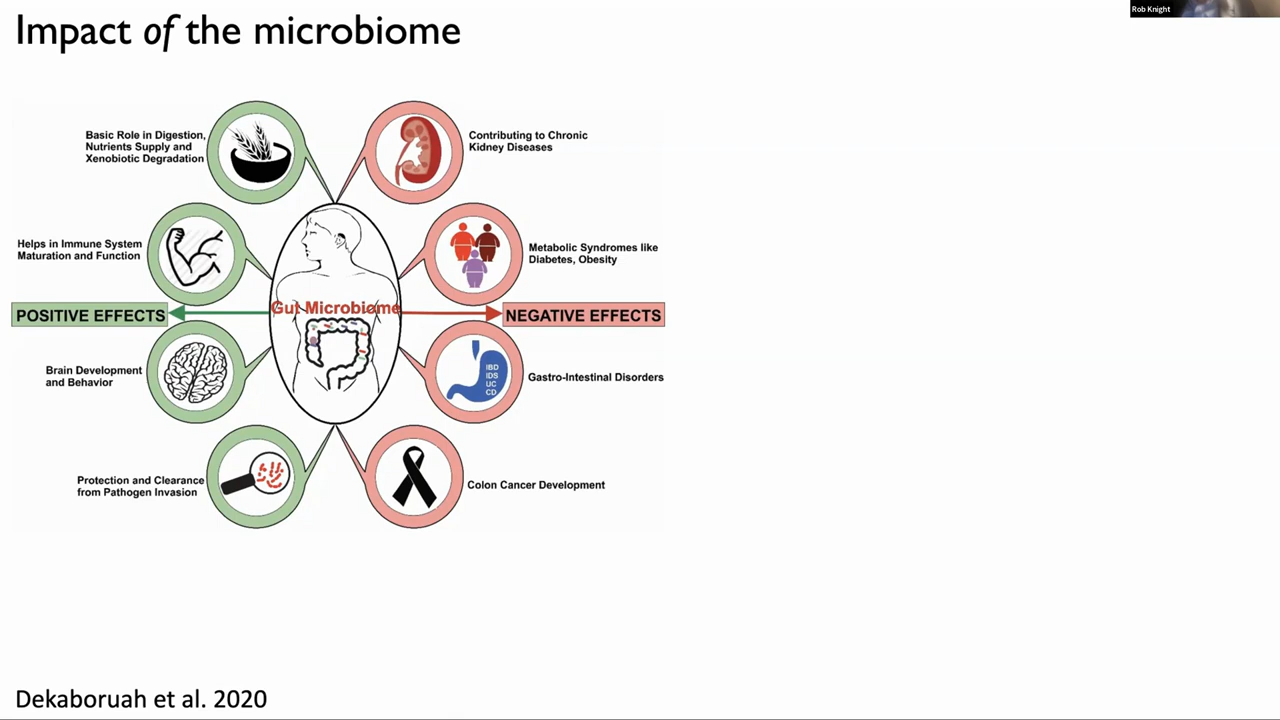 Impact of the microbiome
Rob Knight
Basic Role in Digestion,
Nutrients Supply and
Xenobiotic Degradation
Contributing to Chronic
Kidney Diseases
Helps in Immune System
Maturation and Function
Metabolic Syndromes like
Diabetes, Obesity
POSITIVE EFFECTS
Gut Microbiome
NEGATIVE EFFECTS
Brain Development
and Behavior
IBD
IDS
UC
CD
Gastro-Intestinal Disorders
Protection and Clearance
from Pathogen Invasion
Colon Cancer Development
Dekaboruah et al. 2020